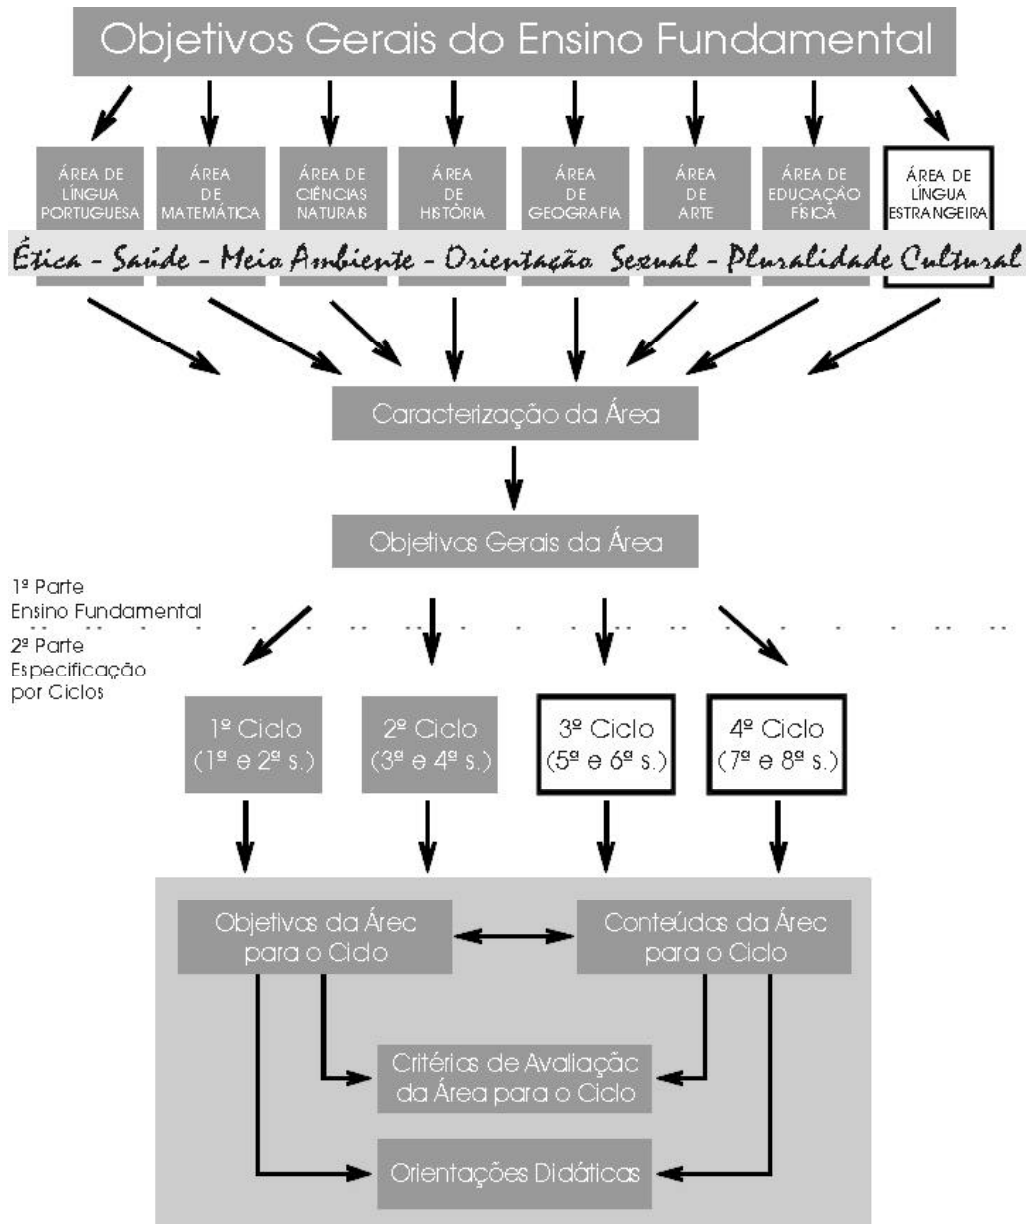 Objetivos Gerais do Ensino Fundamental
ÁREA DE
LÍNGUA
PORTUGUESA
ÁREA
DE
MATEMÁTICA
ÁREA DE
CIÊNCIAS
NATURAIS
ÁREA
DE
HISTÓRIA
ÁREA
DE
GEOGRAFIA
ÁREA
DE
ARTE
ÁREA DE
EDUCAÇÃO
FÍSICA
ÁREA DE
LÍNGUA
ESTRANGEIRA
Ética - Saúde - Meio Ambiente - Orientação Sexual - Pluralidade Cultural
Caracterização da Área
Objetivos Gerais da Área
1ª Parte
Ensino Fundamental
2ª Parte
Especificação
por Ciclos
1º Ciclo
(1ª e 2ª s.)
2º Ciclo
(3ª e 4ª s.)
3º Ciclo
(5ª e 6ª s.)
4º Ciclo
(7ª e 8ª s.)
Objetivos da Árec
para o Ciclo
Conteúdos da Árec
para o Ciclo
Critérios de Avaliação
da Área para o Ciclo
Orientações Didáticas